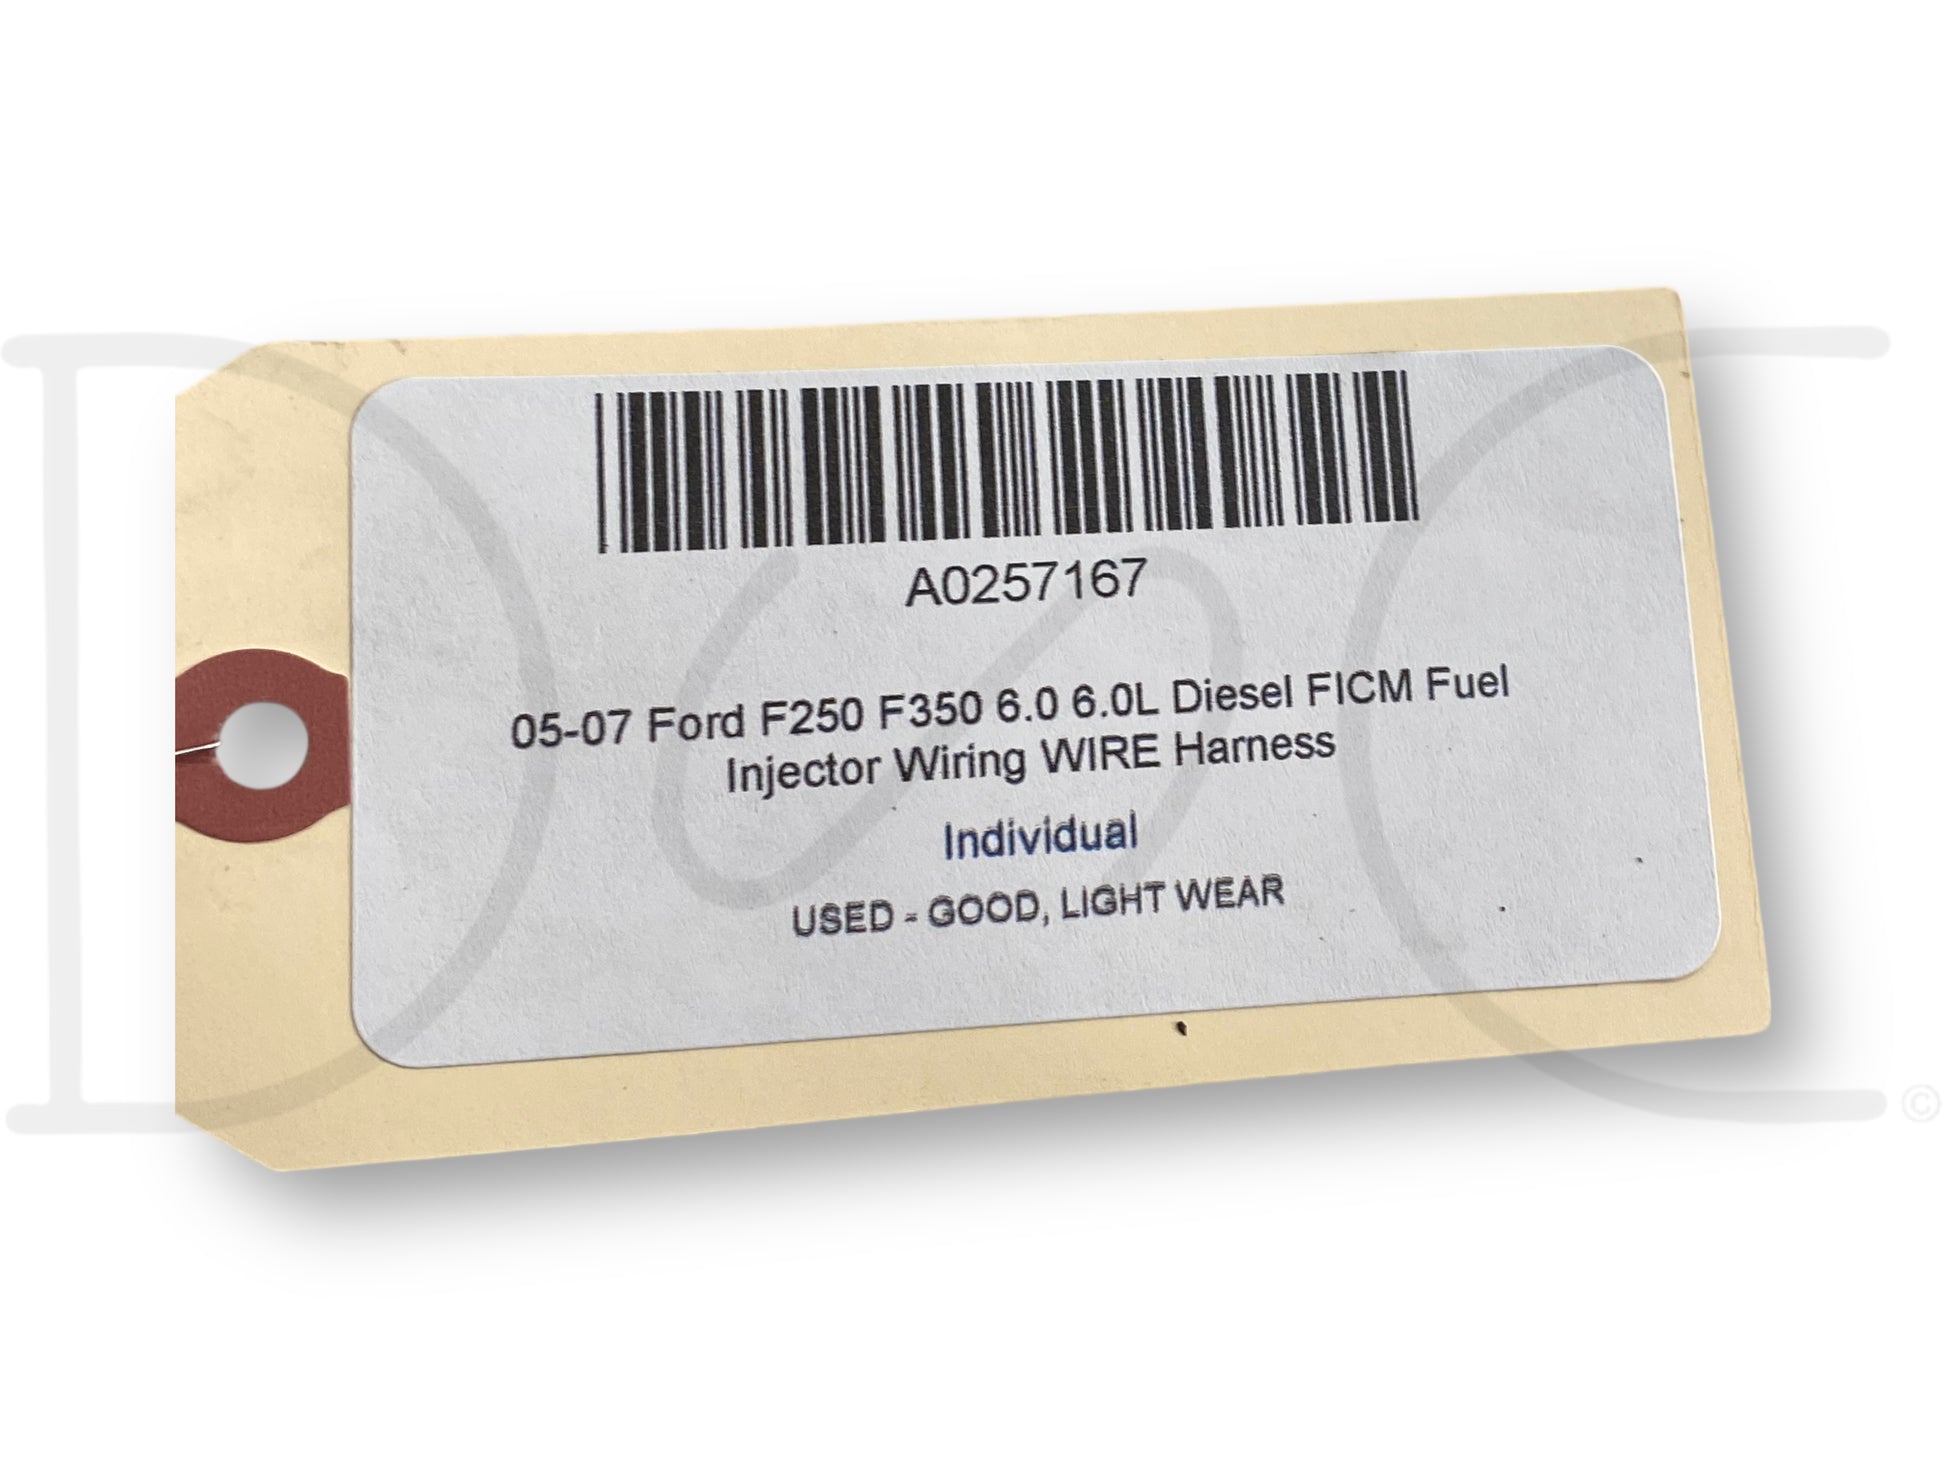 A0257167
05-07 Ford F250 F350 6.0 6.0L Diesel FICM Fuel
Injector Wiring WIRE Harness
Individual
USED - GOOD, LIGHT WEAR
©